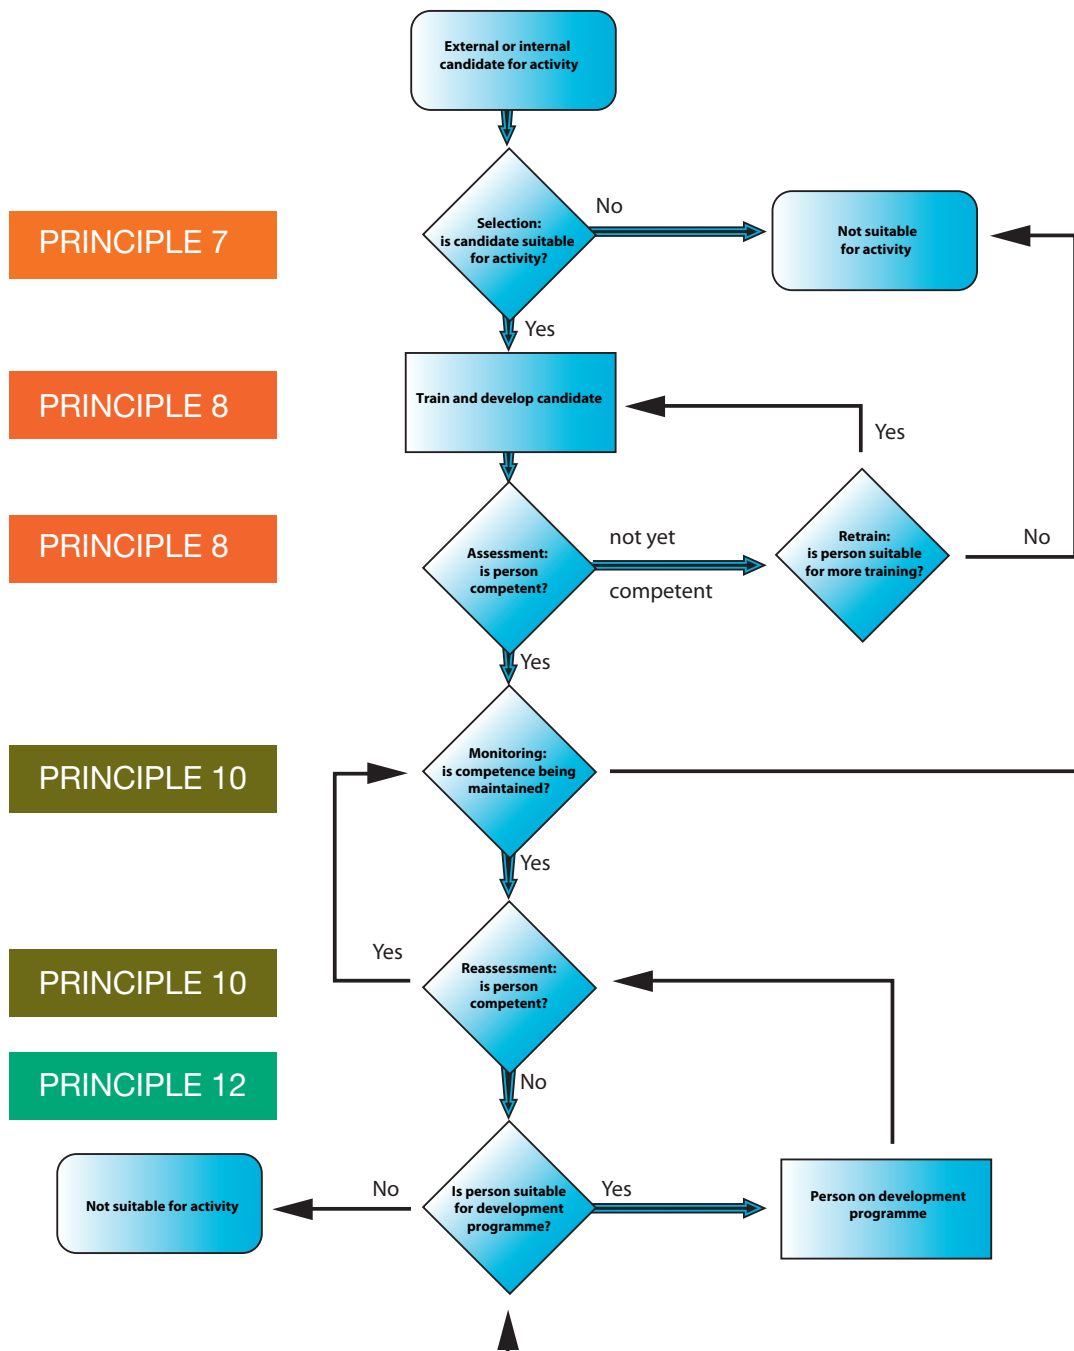 External or internal
candidate for activity
PRINCIPLE 7
Selection:
is candidate suitable
for activity?
No
Not suitable
for activity
Yes
PRINCIPLE 8
Train and develop candidate
Yes
PRINCIPLE 8
Assessment:
is person
competent?
not yet
competent
Retrain:
is person suitable
for more training?
No
Yes
PRINCIPLE 10
Monitoring:
is competence being
maintained?
Yes
PRINCIPLE 10
Yes
Reassessment:
is person
competent?
No
PRINCIPLE 12
Not suitable for activity
No
Is person suitable
for development
programme?
Yes
Person on development
programme